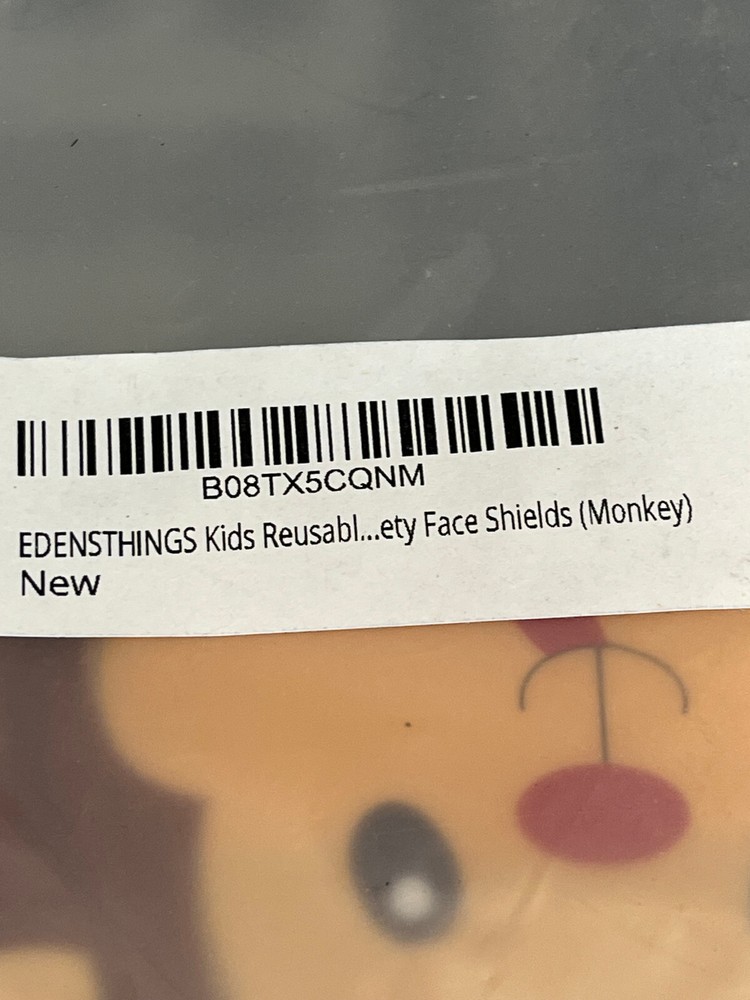 B08TX5CQNM
EDENSTHINGS Kids Reusabl...ety Face Shields (Monkey)
New